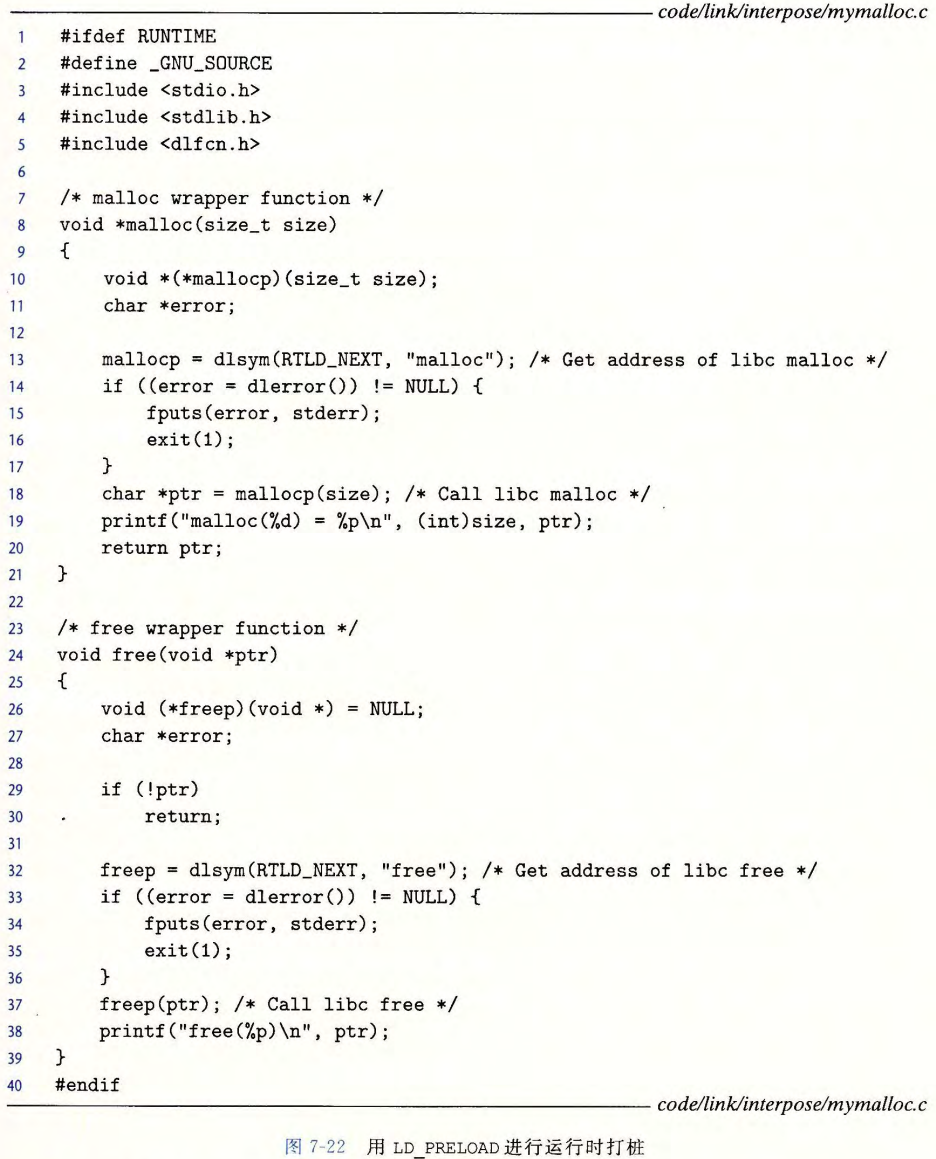 code/link/interpose/mymalloc.c
1 #ifdef RUNTIME
2 #define _GNU_SOURCE
3 #include <stdio.h>
4 #include <stdlib.h>
5 #include <dlfcn.h>
6
7 /* malloc wrapper function */
8 void *malloc(size_t size)
9 {
10     void *(*mallocp)(size_t size);
11     char *error;
12
13     mallocp = dlsym(RTLD_NEXT, "malloc"); /* Get address of libc malloc */
14     if ((error = dlerror()) != NULL) {
15         fputs(error, stderr);
16         exit(1);
17     }
18     char *ptr = mallocp(size); /* Call libc malloc */
19     printf("malloc(%d) = %p\n", (int)size, ptr);
20     return ptr;
21 }
22
23 /* free wrapper function */
24 void free(void *ptr)
25 {
26     void (*freep)(void *) = NULL;
27     char *error;
28
29     if (!ptr)
30         return;
31
32     freep = dlsym(RTLD_NEXT, "free"); /* Get address of libc free */
33     if ((error = dlerror()) != NULL) {
34         fputs(error, stderr);
35         exit(1);
36     }
37     freep(ptr); /* Call libc free */
38     printf("free(%p)\n", ptr);
39 }
40 #endif
code/link/interpose/mymalloc.c
图 7-22 用 LD_PRELOAD 进行运行时打桩